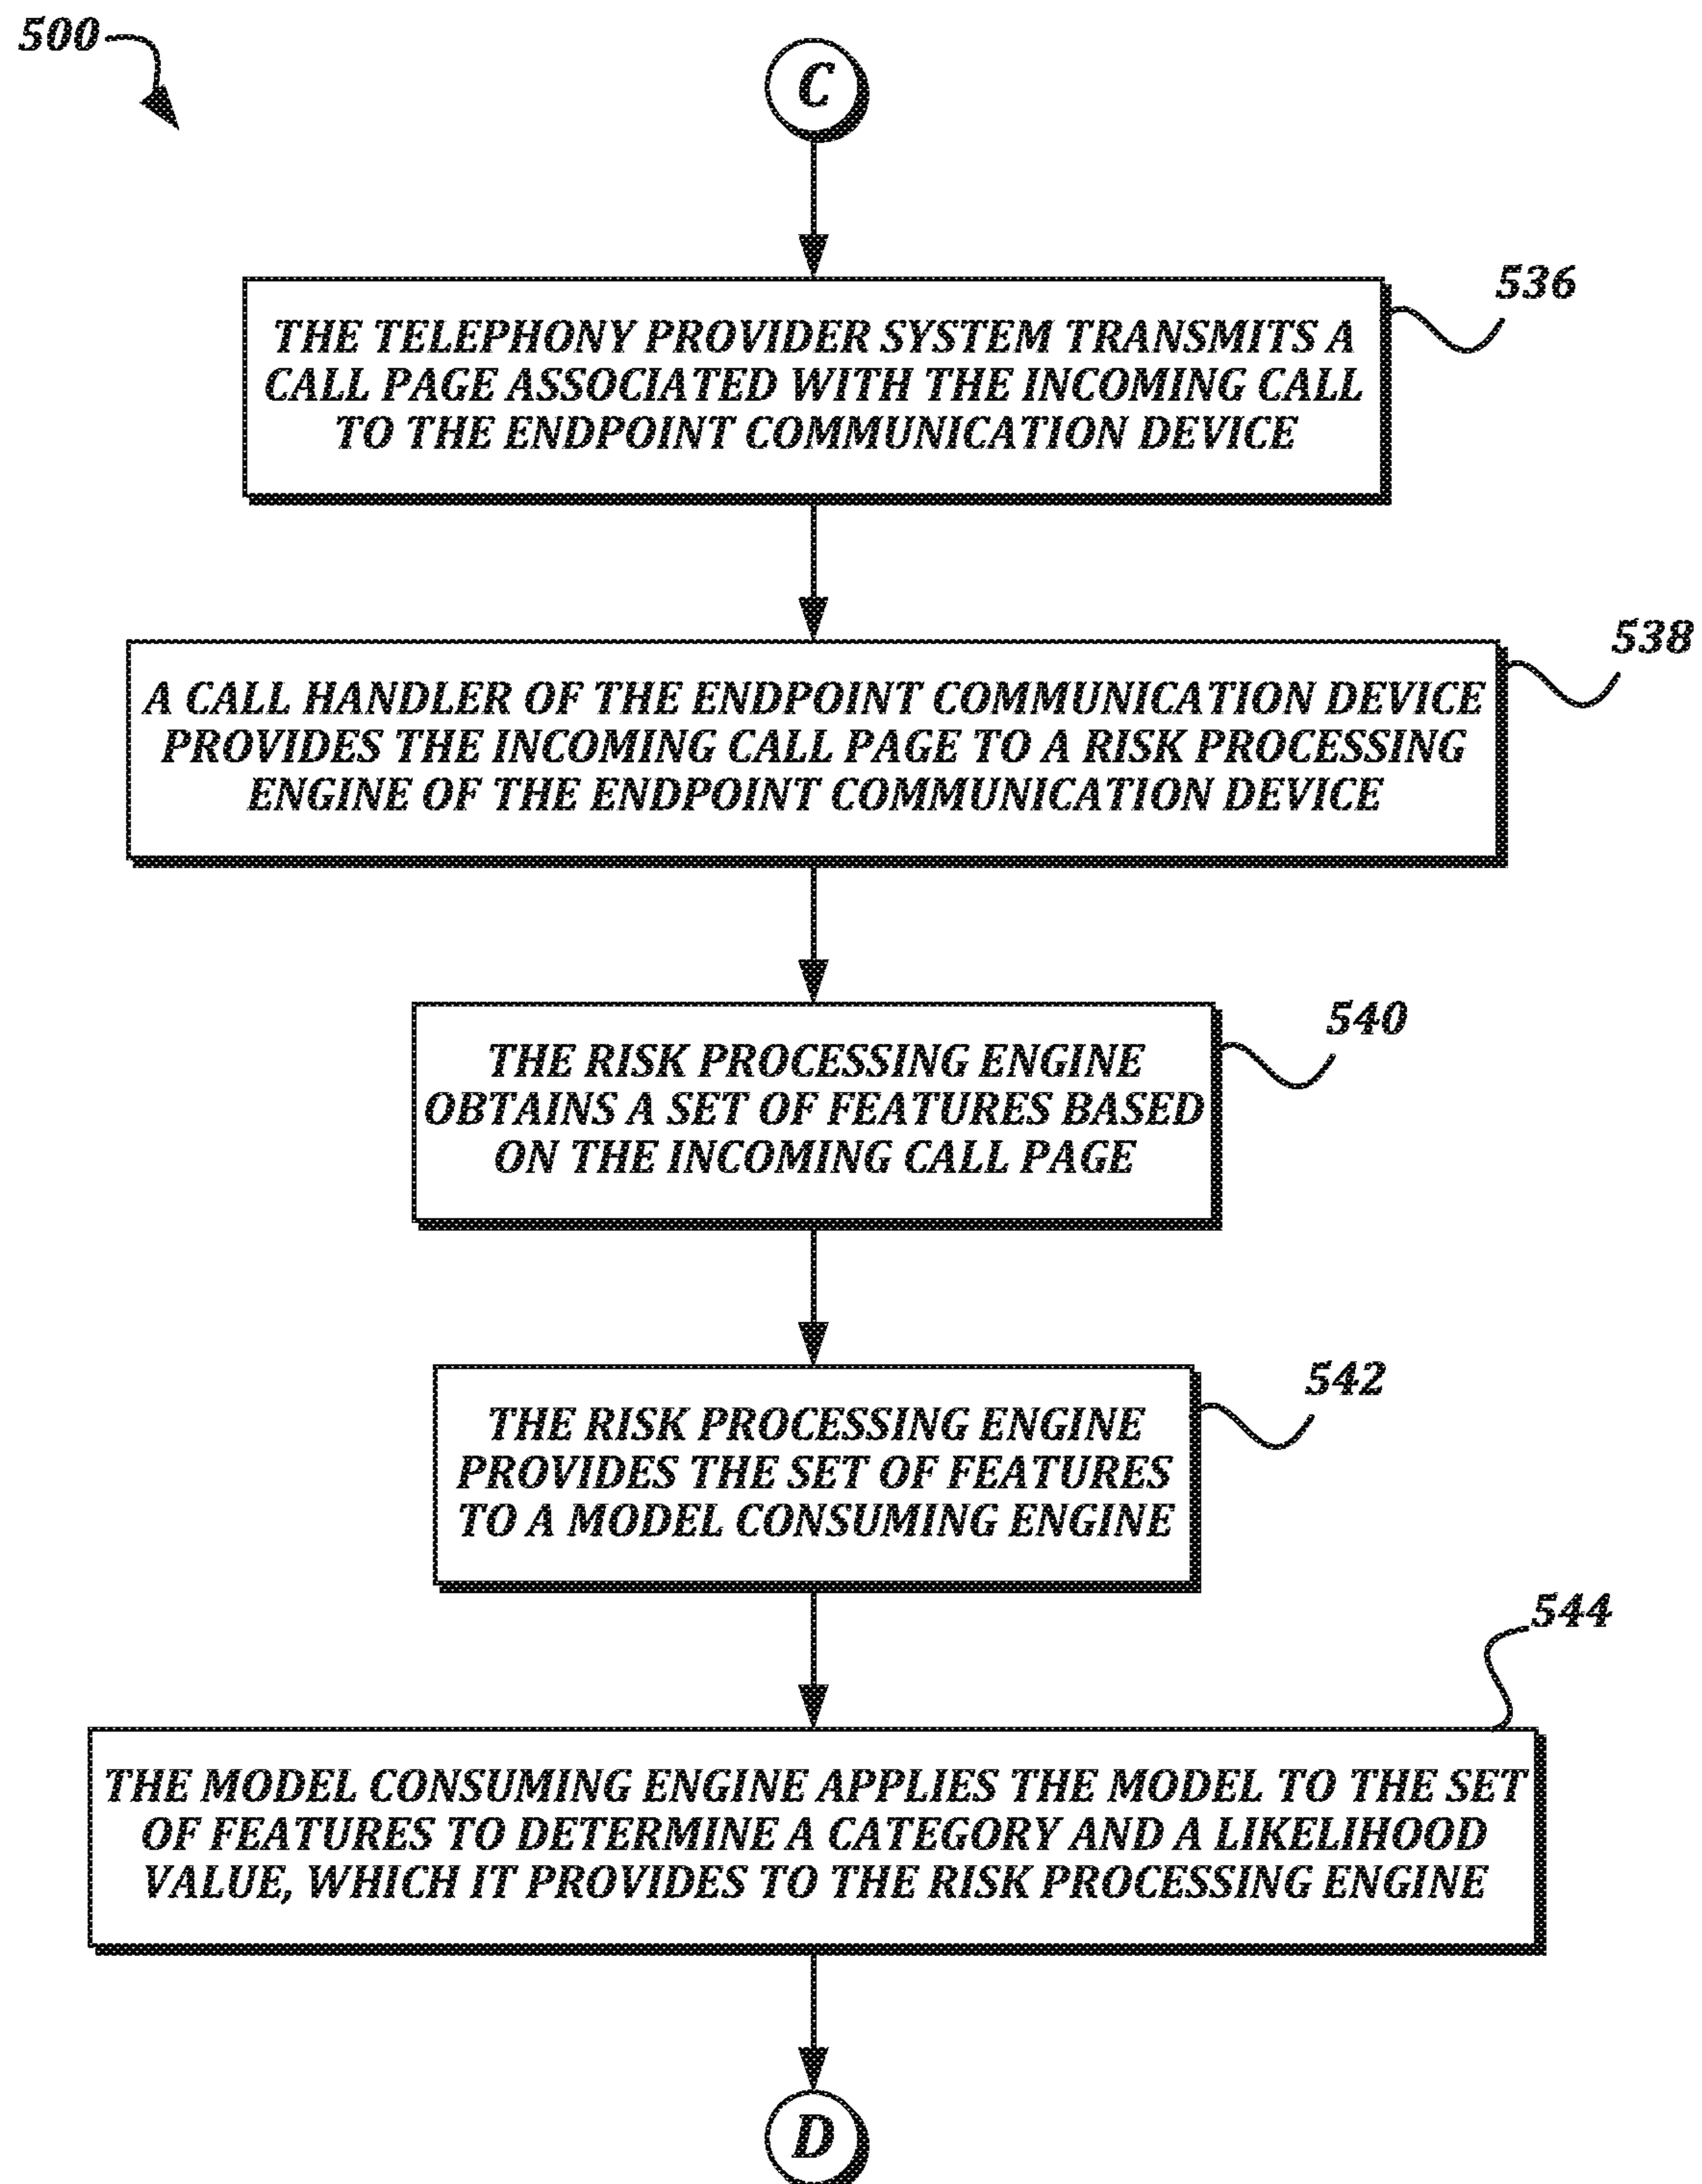 500
C
536
THE TELEPHONY PROVIDER SYSTEM TRANSMITS A
CALL PAGE ASSOCIATED WITH THE INCOMING CALL
TO THE ENDPOINT COMMUNICATION DEVICE
538
A CALL HANDLER OF THE ENDPOINT COMMUNICATION DEVICE
PROVIDES THE INCOMING CALL PAGE TO A RISK PROCESSING
ENGINE OF THE ENDPOINT COMMUNICATION DEVICE
540
THE RISK PROCESSING ENGINE
OBTAINS A SET OF FEATURES BASED
ON THE INCOMING CALL PAGE
542
THE RISK PROCESSING ENGINE
PROVIDES THE SET OF FEATURES
TO A MODEL CONSUMING ENGINE
544
THE MODEL CONSUMING ENGINE APPLIES THE MODEL TO THE SET
OF FEATURES TO DETERMINE A CATEGORY AND A LIKELIHOOD
VALUE, WHICH IT PROVIDES TO THE RISK PROCESSING ENGINE
D